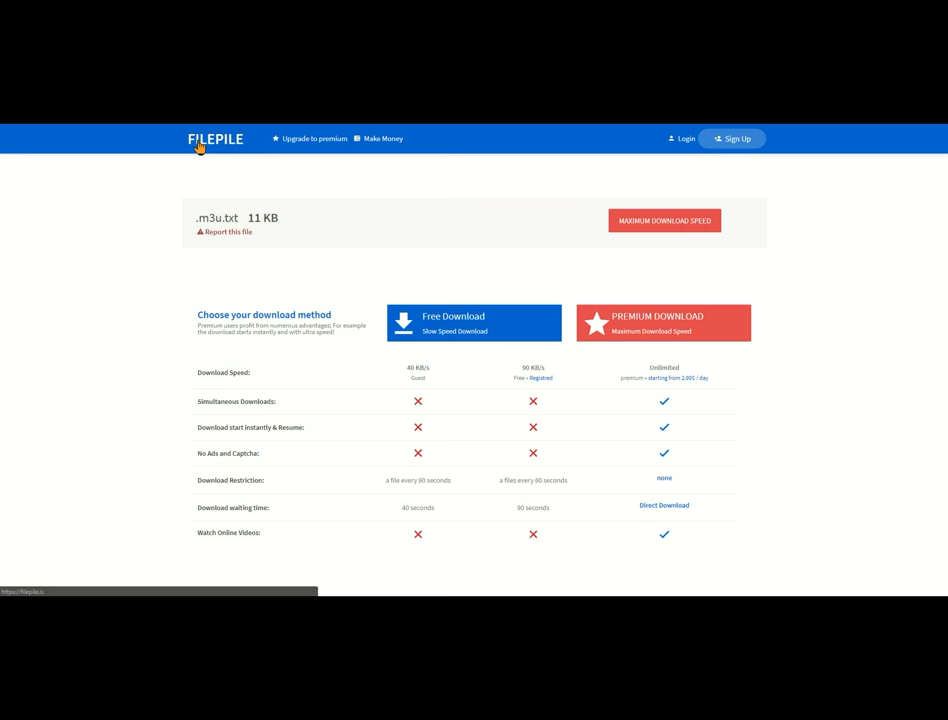 FILEPILE
Upgrade to premium
Make Money
Login
Sign Up
.m3u.txt 11 KB
Report this file
MAXIMUM DOWNLOAD SPEED
Choose your download method
Premium users profit from numerous advantages; For example
the download starts instantly and with ultra speed!
Free Download
Slow Speed Download
PREMIUM DOWNLOAD
Maximum Download Speed
Download Speed:
40 KB/s
Guest
90 KB/s
Free + Registred
Unlimited
premium + starting from 2.99$ / day
Simultaneous Downloads:
Download start instantly & Resume:
No Ads and Captcha:
Download Restriction:
a file every 90 seconds
a files every 60 seconds
none
Download waiting time:
40 seconds
90 seconds
Direct Download
Watch Online Videos:
https://filepile.is